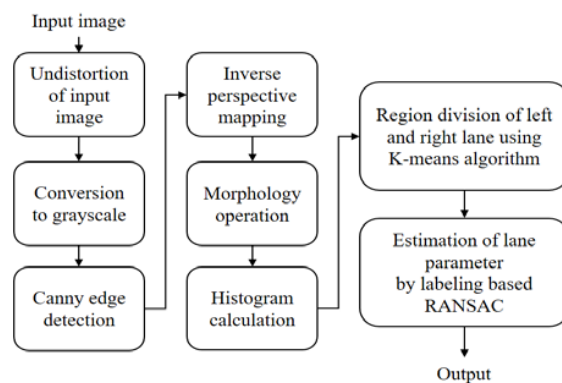 Input image
Undistortion
of input
image
Conversion
to grayscale
Canny edge
detection
Inverse
perspective
mapping
Morphology
operation
Histogram
calculation
Region division of left
and right lane using
K-means algorithm
Estimation of lane
parameter
by labeling based
RANSAC
Output